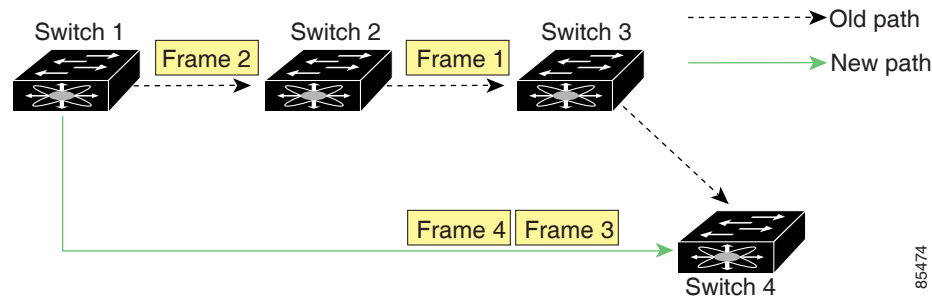 Switch 1
Switch 2
Switch 3
Old path
New path
Frame 2
Frame 1
Frame 4
Frame 3
Switch 4
85474